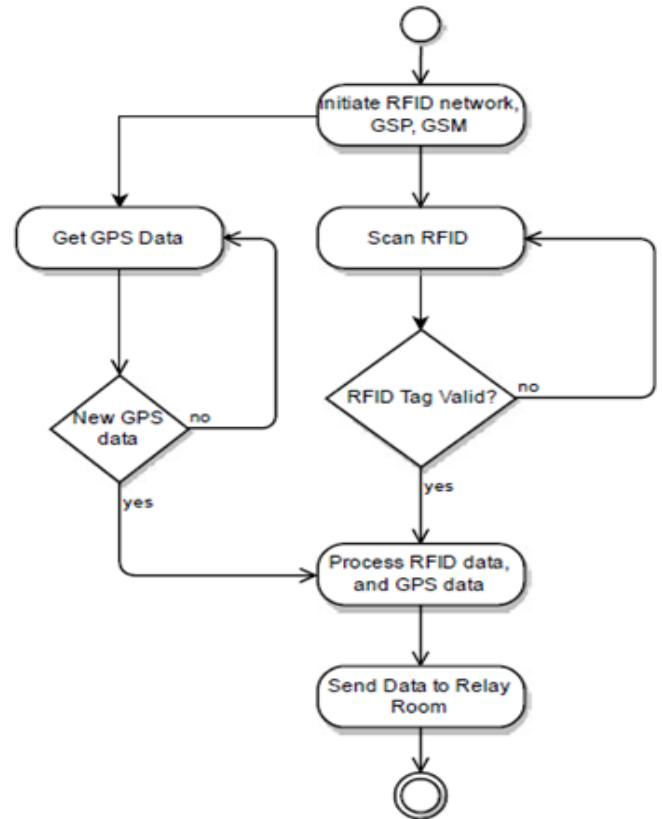 Initiate RFID network,
GSP, GSM
Get GPS Data
Scan RFID
New GPS
data
no
RFID Tag Valid?
no
yes
yes
Process RFID data,
and GPS data
Send Data to Relay
Room